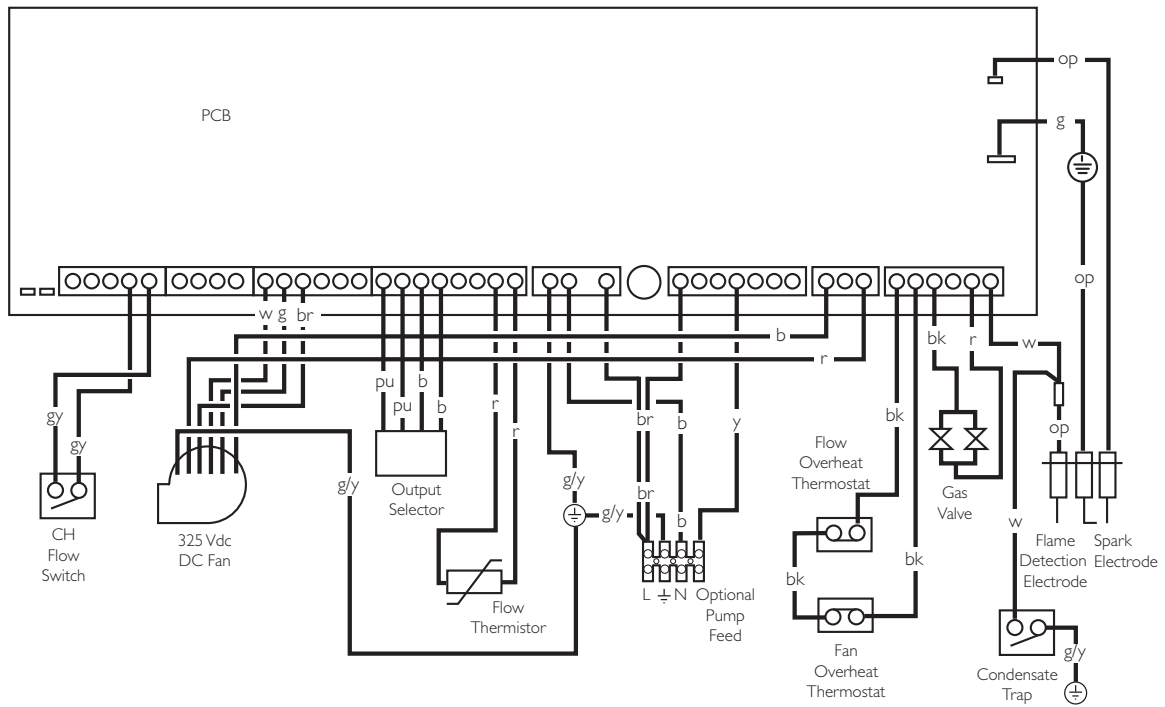 op
PCB
g
op
w g br
b
bk
r
w
r
pu
b
pu
b
r
r
gy
gy
br
b
y
bk
op
Flow
Overheat
Thermostat
g/y
g/y
Output
Selector
br
g/y
b
Gas
Valve
w
CH
Flow
Switch
325 Vdc
DC Fan
Flame
Detection
Electrode
Spark
Electrode
bk
bk
L
N
Optional
Pump
Feed
Flow
Thermistor
Fan
Overheat
Thermostat
g/y
Condensate
Trap